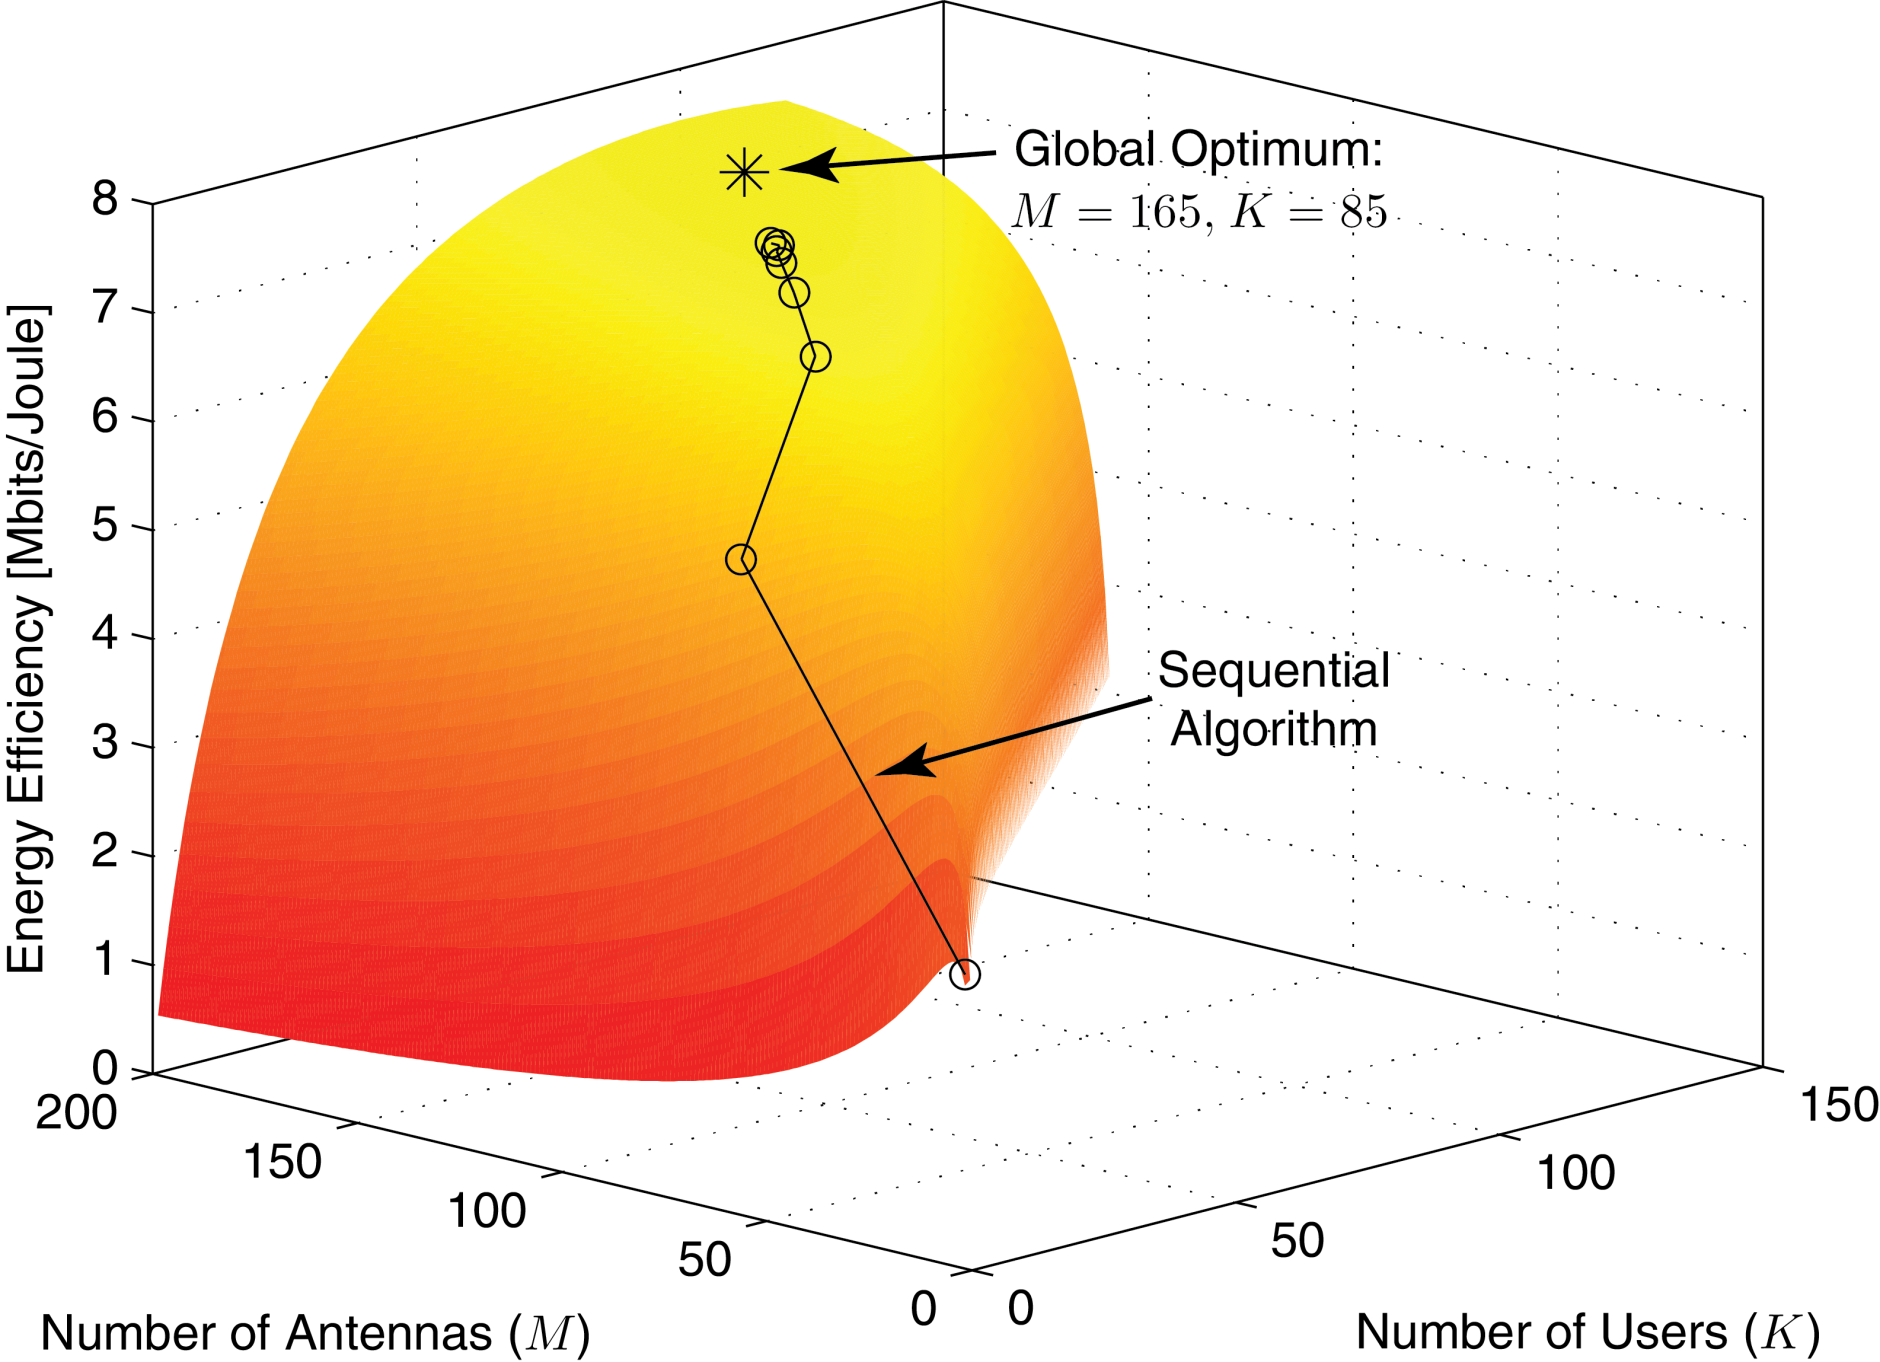 Global Optimum:
M = 165, K = 85
8
7
6
5
4
3
2
1
0
Energy Efficiency [Mbits/Joule]
Sequential
Algorithm
200
150
100
50
0
Number of Antennas (M)
0
50
100
150
Number of Users (K)